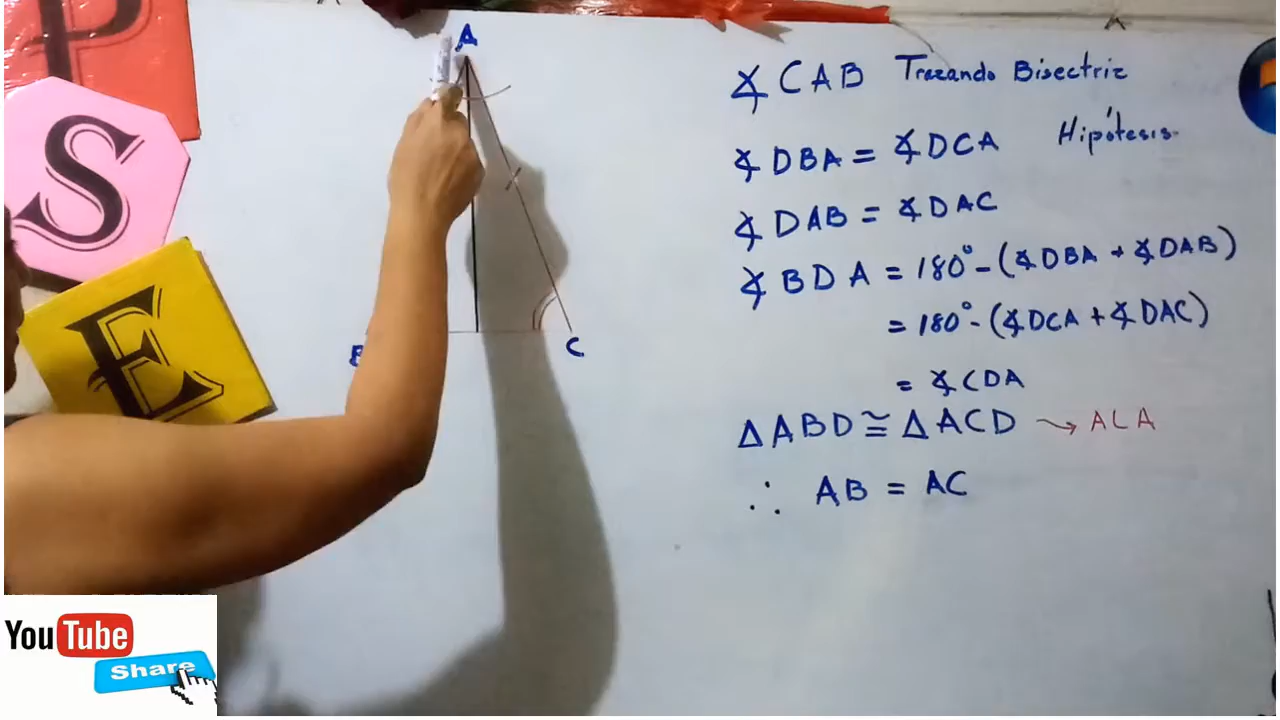 P
S
E
A
B
C
∡ CAB Trazando Bisectriz
∡ DBA = ∡ DCA Hipótesis.
∡ DAB = ∡ DAC
∡ BDA = 180° - (∡ DBA + ∡ DAB)
= 180° - (∡ DCA + ∡ DAC)
= ∡ CDA
Δ ABD ≅ Δ ACD → ALA
∴ AB = AC
YouTube
Share